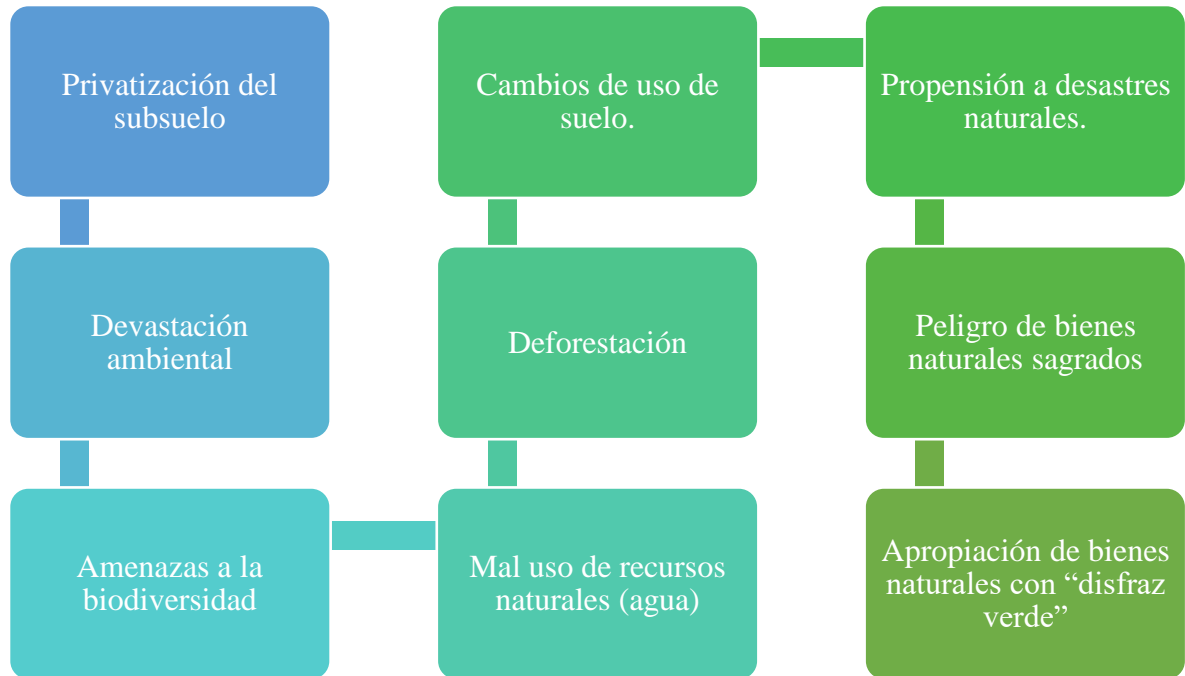 Privatización del
subsuelo
Devastación
ambiental
Amenazas a la
biodiversidad
Mal uso de recursos
naturales (agua)
Deforestación
Cambios de uso de
suelo.
Propensión a desastres
naturales.
Peligro de bienes
naturales sagrados
Apropiación de bienes
naturales con “disfraz
verde”